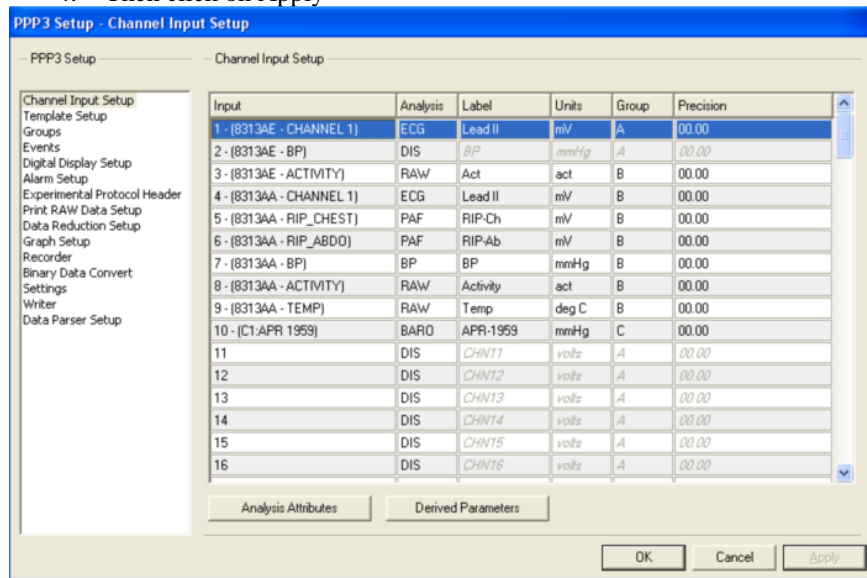 Then click on Apply
PPP3 Setup - Channel Input Setup
PPP3 Setup
Channel Input Setup
Template Setup
Groups
Events
Digital Display Setup
Alarm Setup
Experimental Protocol Header
Print RAW Data Setup
Data Reduction Setup
Graph Setup
Recorder
Binary Data Convert
Settings
Writer
Data Parser Setup
Channel Input Setup
Input Analysis Label Units Group Precision
1 - (8313AE - CHANNEL 1) ECG Lead II mV A 00.00
2 - (8313AE - BP) DIS BP mmHg A 00.00
3 - (8313AE - ACTIVITY) RAW Act act B 00.00
4 - (8313AA - CHANNEL 1) ECG Lead II mV B 00.00
5 - (8313AA - RIP_CHEST) PAF RIP-Ch mV B 00.00
6 - (8313AA - RIP_ABDO) PAF RIP-Ab mV B 00.00
7 - (8313AA - BP) BP BP mmHg B 00.00
8 - (8313AA - ACTIVITY) RAW Activity act B 00.00
9 - (8313AA - TEMP) RAW Temp deg C B 00.00
10 - (C1:APR 1959) BARO APR-1959 mmHg C 00.00
11 DIS CHN11 volts A 00.00
12 DIS CHN12 volts A 00.00
13 DIS CHN13 volts A 00.00
14 DIS CHN14 volts A 00.00
15 DIS CHN15 volts A 00.00
16 DIS CHN16 volts A 00.00
Analysis Attributes Derived Parameters
OK Cancel Apply